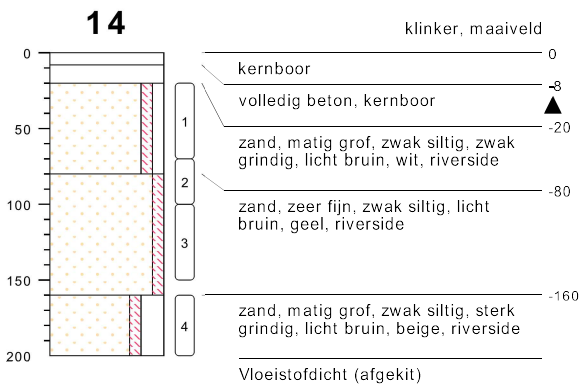 14
klinker, maaiveld
0
0
kernboor
-8
volledig beton, kernboor
-20
zand, matig grof, zwak siltig, zwak
grindig, licht bruin, wit, riverside
1
50
-80
2
zand, zeer fijn, zwak siltig, licht
bruin, geel, riverside
100
3
150
-160
zand, matig grof, zwak siltig, sterk
grindig, licht bruin, beige, riverside
4
200
Vloeistofdicht (afgekit)